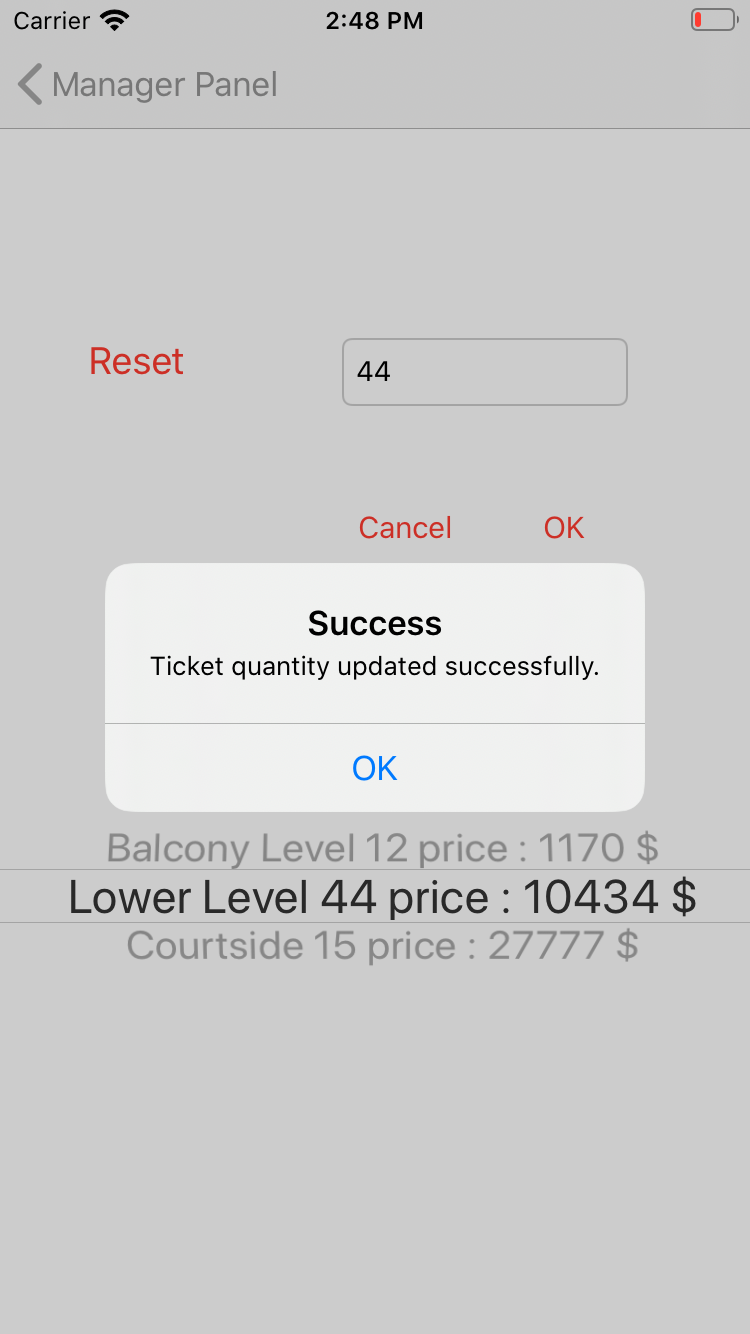 Carrier 2:48 PM
Manager Panel
Reset 44
Cancel OK
Success
Ticket quantity updated successfully.
OK
Balcony Level 12 price : 1170 $
Lower Level 44 price : 10434 $
Courtside 15 price : 27777 $